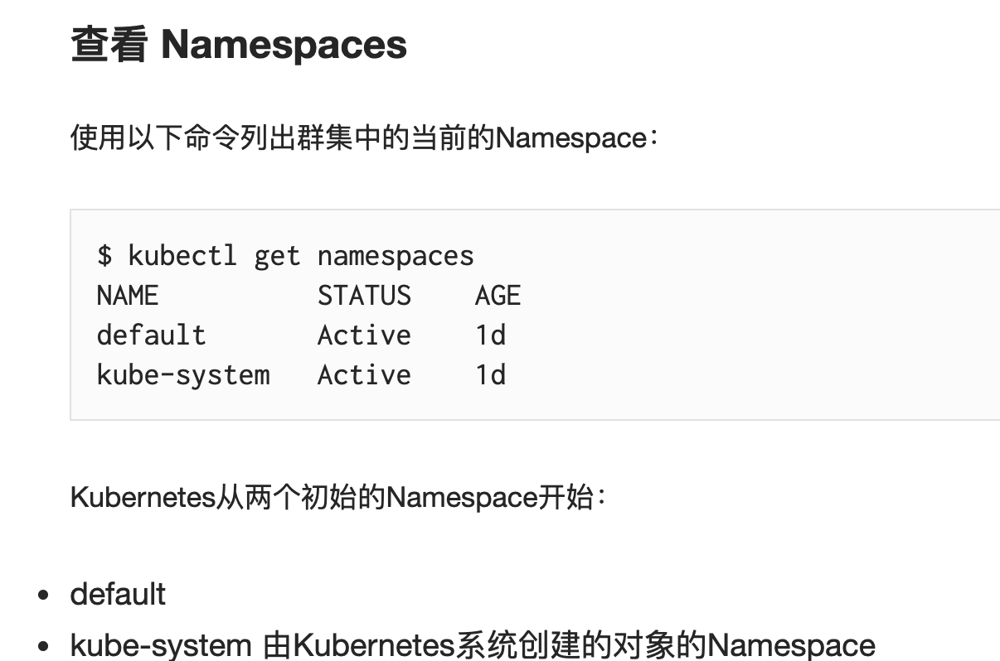 查看 Namespaces
使用以下命令列出群集中的当前的Namespace：
$ kubectl get namespaces
NAME          STATUS    AGE
default       Active    1d
kube-system   Active    1d
Kubernetes从两个初始的Namespace开始：
• default
• kube-system 由Kubernetes系统创建的对象的Namespace